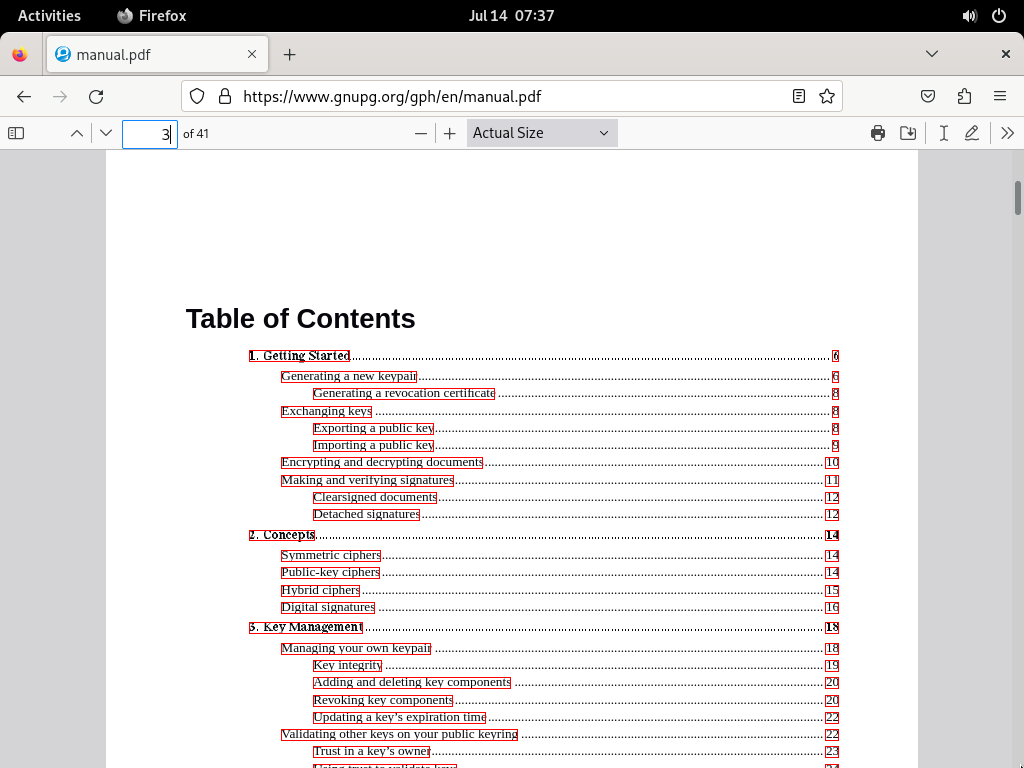 Activities Firefox Jul 14 07:37
manual.pdf
https://www.gnupg.org/gph/en/manual.pdf
3 of 41 Actual Size
Table of Contents
1. Getting Started 6
Generating a new keypair 6
Generating a revocation certificate 8
Exchanging keys 8
Exporting a public key 8
Importing a public key 9
Encrypting and decrypting documents 10
Making and verifying signatures 11
Clearsigned documents 12
Detached signatures 12
2. Concepts 14
Symmetric ciphers 14
Public-key ciphers 14
Hybrid ciphers 15
Digital signatures 16
3. Key Management 18
Managing your own keypair 18
Key integrity 19
Adding and deleting key components 20
Revoking key components 20
Updating a key’s expiration time 22
Validating other keys on your public keyring 22
Trust in a key’s owner 23